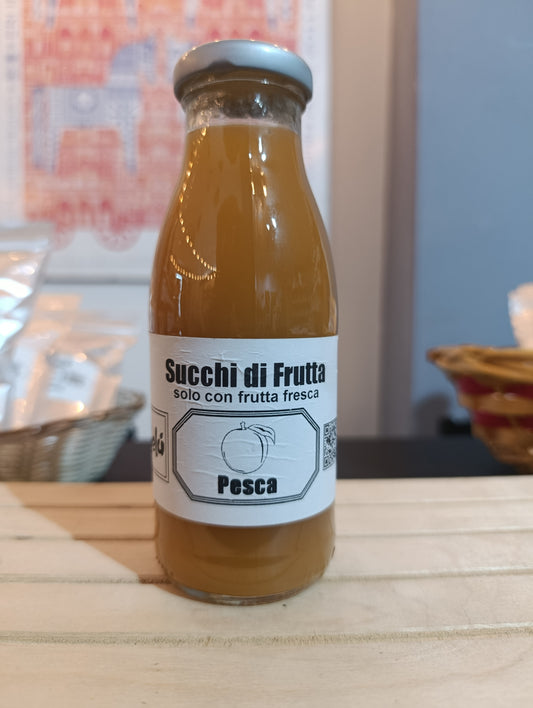 Succhi di Frutta
solo con frutta fresca
Pesca